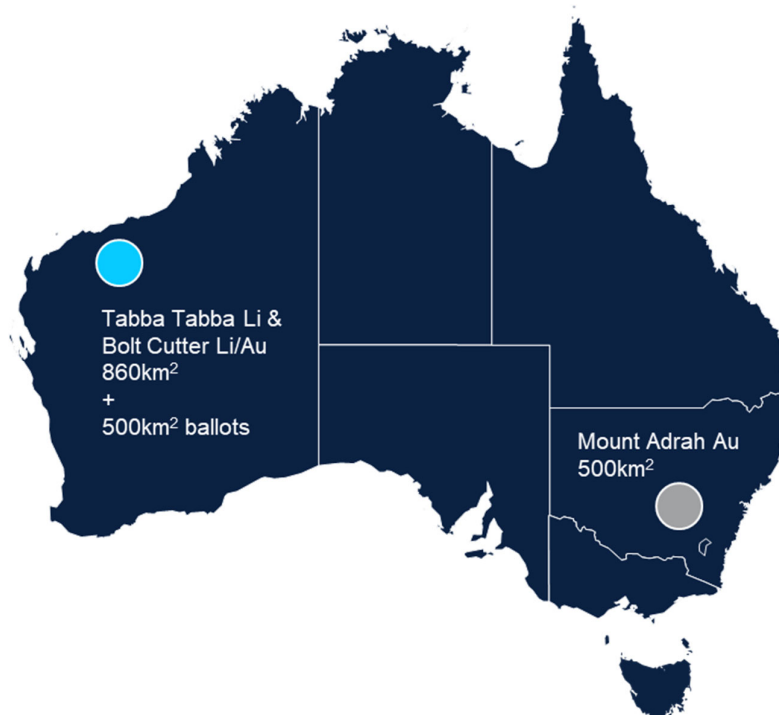 Tabba Tabba Li &
Bolt Cutter Li/Au
860km²
+
500km² ballots
Mount Adrah Au
500km²